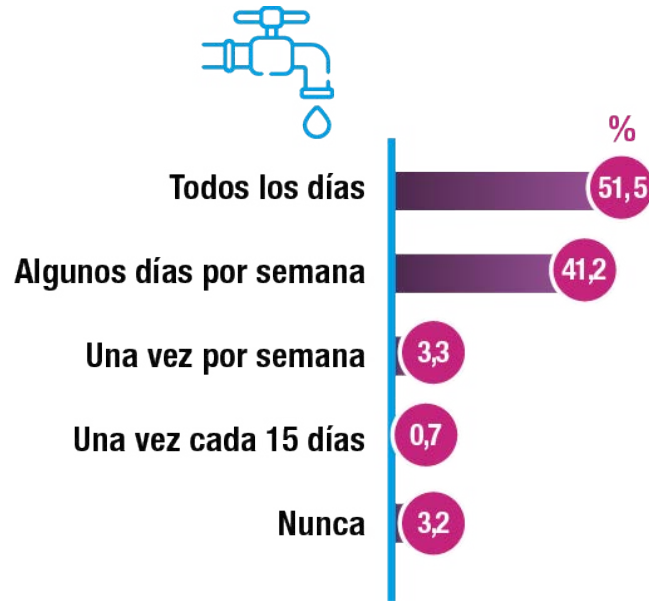 %
Todos los días 51,5
Algunos días por semana 41,2
Una vez por semana 3,3
Una vez cada 15 días 0,7
Nunca 3,2